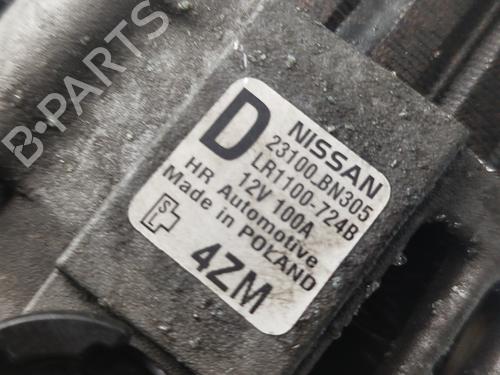 B-PARTS
D
NISSAN
23100.BN305
LR1100-724B
12V 100A
HR Automotive
Made in POLAND
4ZM
S